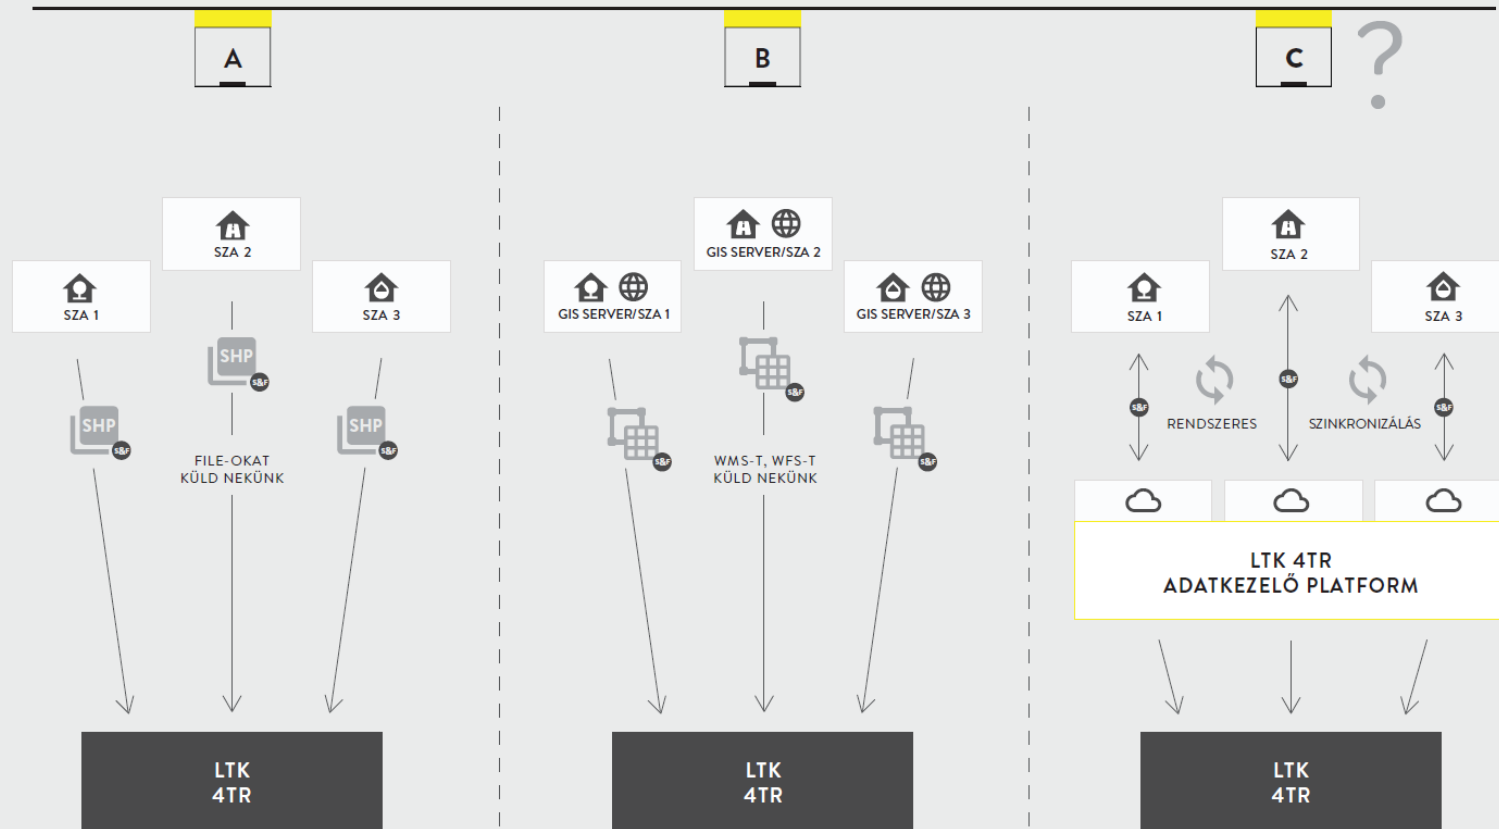 A
SZA 2
SZA 1
SZA 3
SHP
S&F
SHP
S&F
SHP
S&F
FILE-OKAT
KÜLD NEKÜNK
LTK
4TR
B
GIS SERVER/SZA 2
GIS SERVER/SZA 1
GIS SERVER/SZA 3
S&F
S&F
S&F
WMS-T, WFS-T
KÜLD NEKÜNK
LTK
4TR
C ?
SZA 2
SZA 1
SZA 3
S&F
S&F
S&F
RENDSZERES
SZINKRONIZÁLÁS
LTK 4TR
ADATKEZELŐ PLATFORM
LTK
4TR